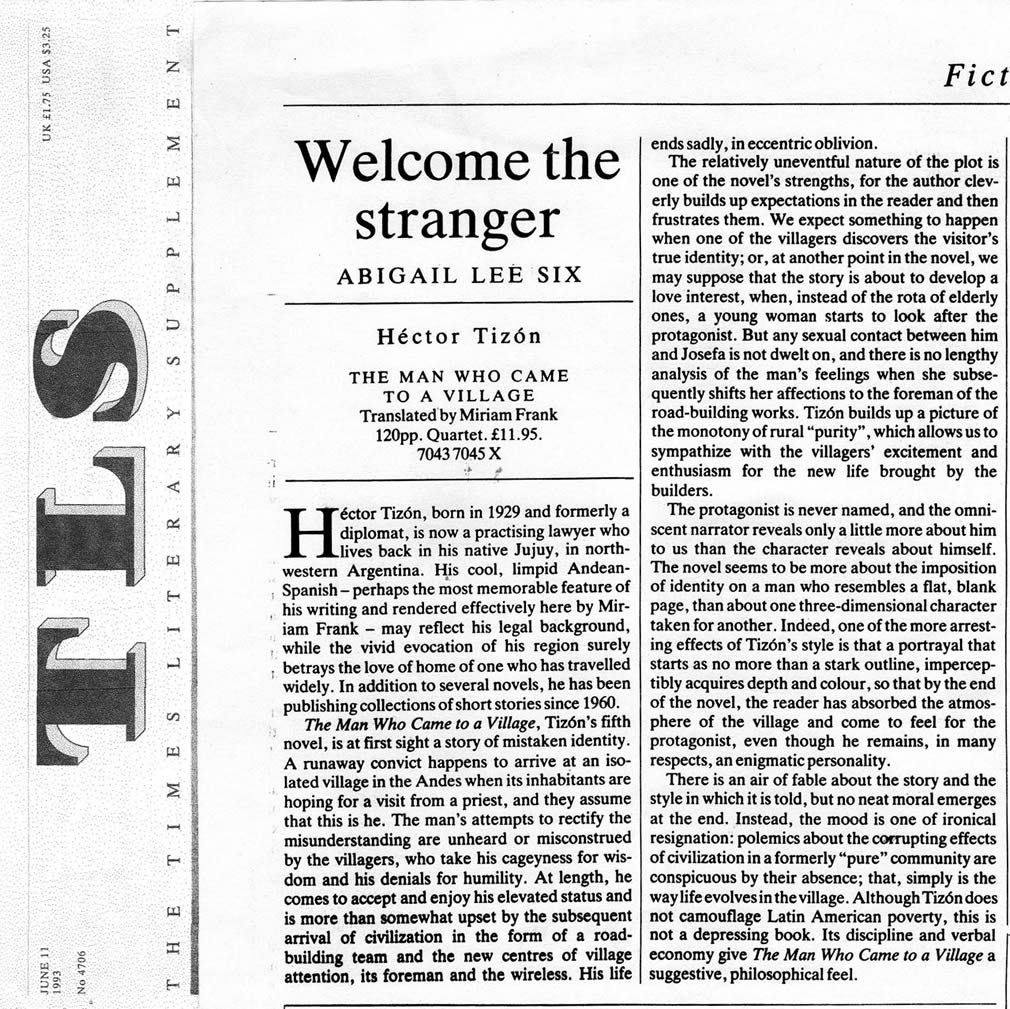 UK £1.75 USA $3.25
TLS
THE TIMES LITERARY SUPPLEMENT
JUNE 11
1993
No 4706
Fict
Welcome the
stranger
ABIGAIL LEE SIX
Héctor Tizón
THE MAN WHO CAME
TO A VILLAGE
Translated by Miriam Frank
120pp. Quartet. £11.95.
7043 7045 X
Héctor Tizón, born in 1929 and formerly a
diplomat, is now a practising lawyer who
lives back in his native Jujuy, in north-
western Argentina. His cool, limpid Andean-
Spanish – perhaps the most memorable feature of
his writing and rendered effectively here by Mir-
iam Frank – may reflect his legal background,
while the vivid evocation of his region surely
betrays the love of home of one who has travelled
widely. In addition to several novels, he has been
publishing collections of short stories since 1960.
The Man Who Came to a Village, Tizón's fifth
novel, is at first sight a story of mistaken identity.
A runaway convict happens to arrive at an iso-
lated village in the Andes when its inhabitants are
hoping for a visit from a priest, and they assume
that this is he. The man's attempts to rectify the
misunderstanding are unheard or misconstrued
by the villagers, who take his cageyness for wis-
dom and his denials for humility. At length, he
comes to accept and enjoy his elevated status and
is more than somewhat upset by the subsequent
arrival of civilization in the form of a road-
building team and the new centres of village
attention, its foreman and the wireless. His life
ends sadly, in eccentric oblivion.
The relatively uneventful nature of the plot is
one of the novel's strengths, for the author clev-
erly builds up expectations in the reader and then
frustrates them. We expect something to happen
when one of the villagers discovers the visitor's
true identity; or, at another point in the novel, we
may suppose that the story is about to develop a
love interest, when, instead of the rota of elderly
ones, a young woman starts to look after the
protagonist. But any sexual contact between him
and Josefa is not dwelt on, and there is no lengthy
analysis of the man's feelings when she subse-
quently shifts her affections to the foreman of the
road-building works. Tizón builds up a picture of
the monotony of rural "purity", which allows us to
sympathize with the villagers' excitement and
enthusiasm for the new life brought by the
builders.
The protagonist is never named, and the omni-
scent narrator reveals only a little more about him
to us than the character reveals about himself.
The novel seems to be more about the imposition
of identity on a man who resembles a flat, blank
page, than about one three-dimensional character
taken for another. Indeed, one of the more arrest-
ing effects of Tizón's style is that a portrayal that
starts as no more than a stark outline, impercep-
tibly acquires depth and colour, so that by the end
of the novel, the reader has absorbed the atmos-
phere of the village and come to feel for the
protagonist, even though he remains, in many
respects, an enigmatic personality.
There is an air of fable about the story and the
style in which it is told, but no neat moral emerges
at the end. Instead, the mood is one of ironical
resignation: polemics about the corrupting effects
of civilization in a formerly "pure" community are
conspicuous by their absence; that, simply is the
way life evolves in the village. Although Tizón does
not camouflage Latin American poverty, this is
not a depressing book. Its discipline and verbal
economy give The Man Who Came to a Village a
suggestive, philosophical feel.